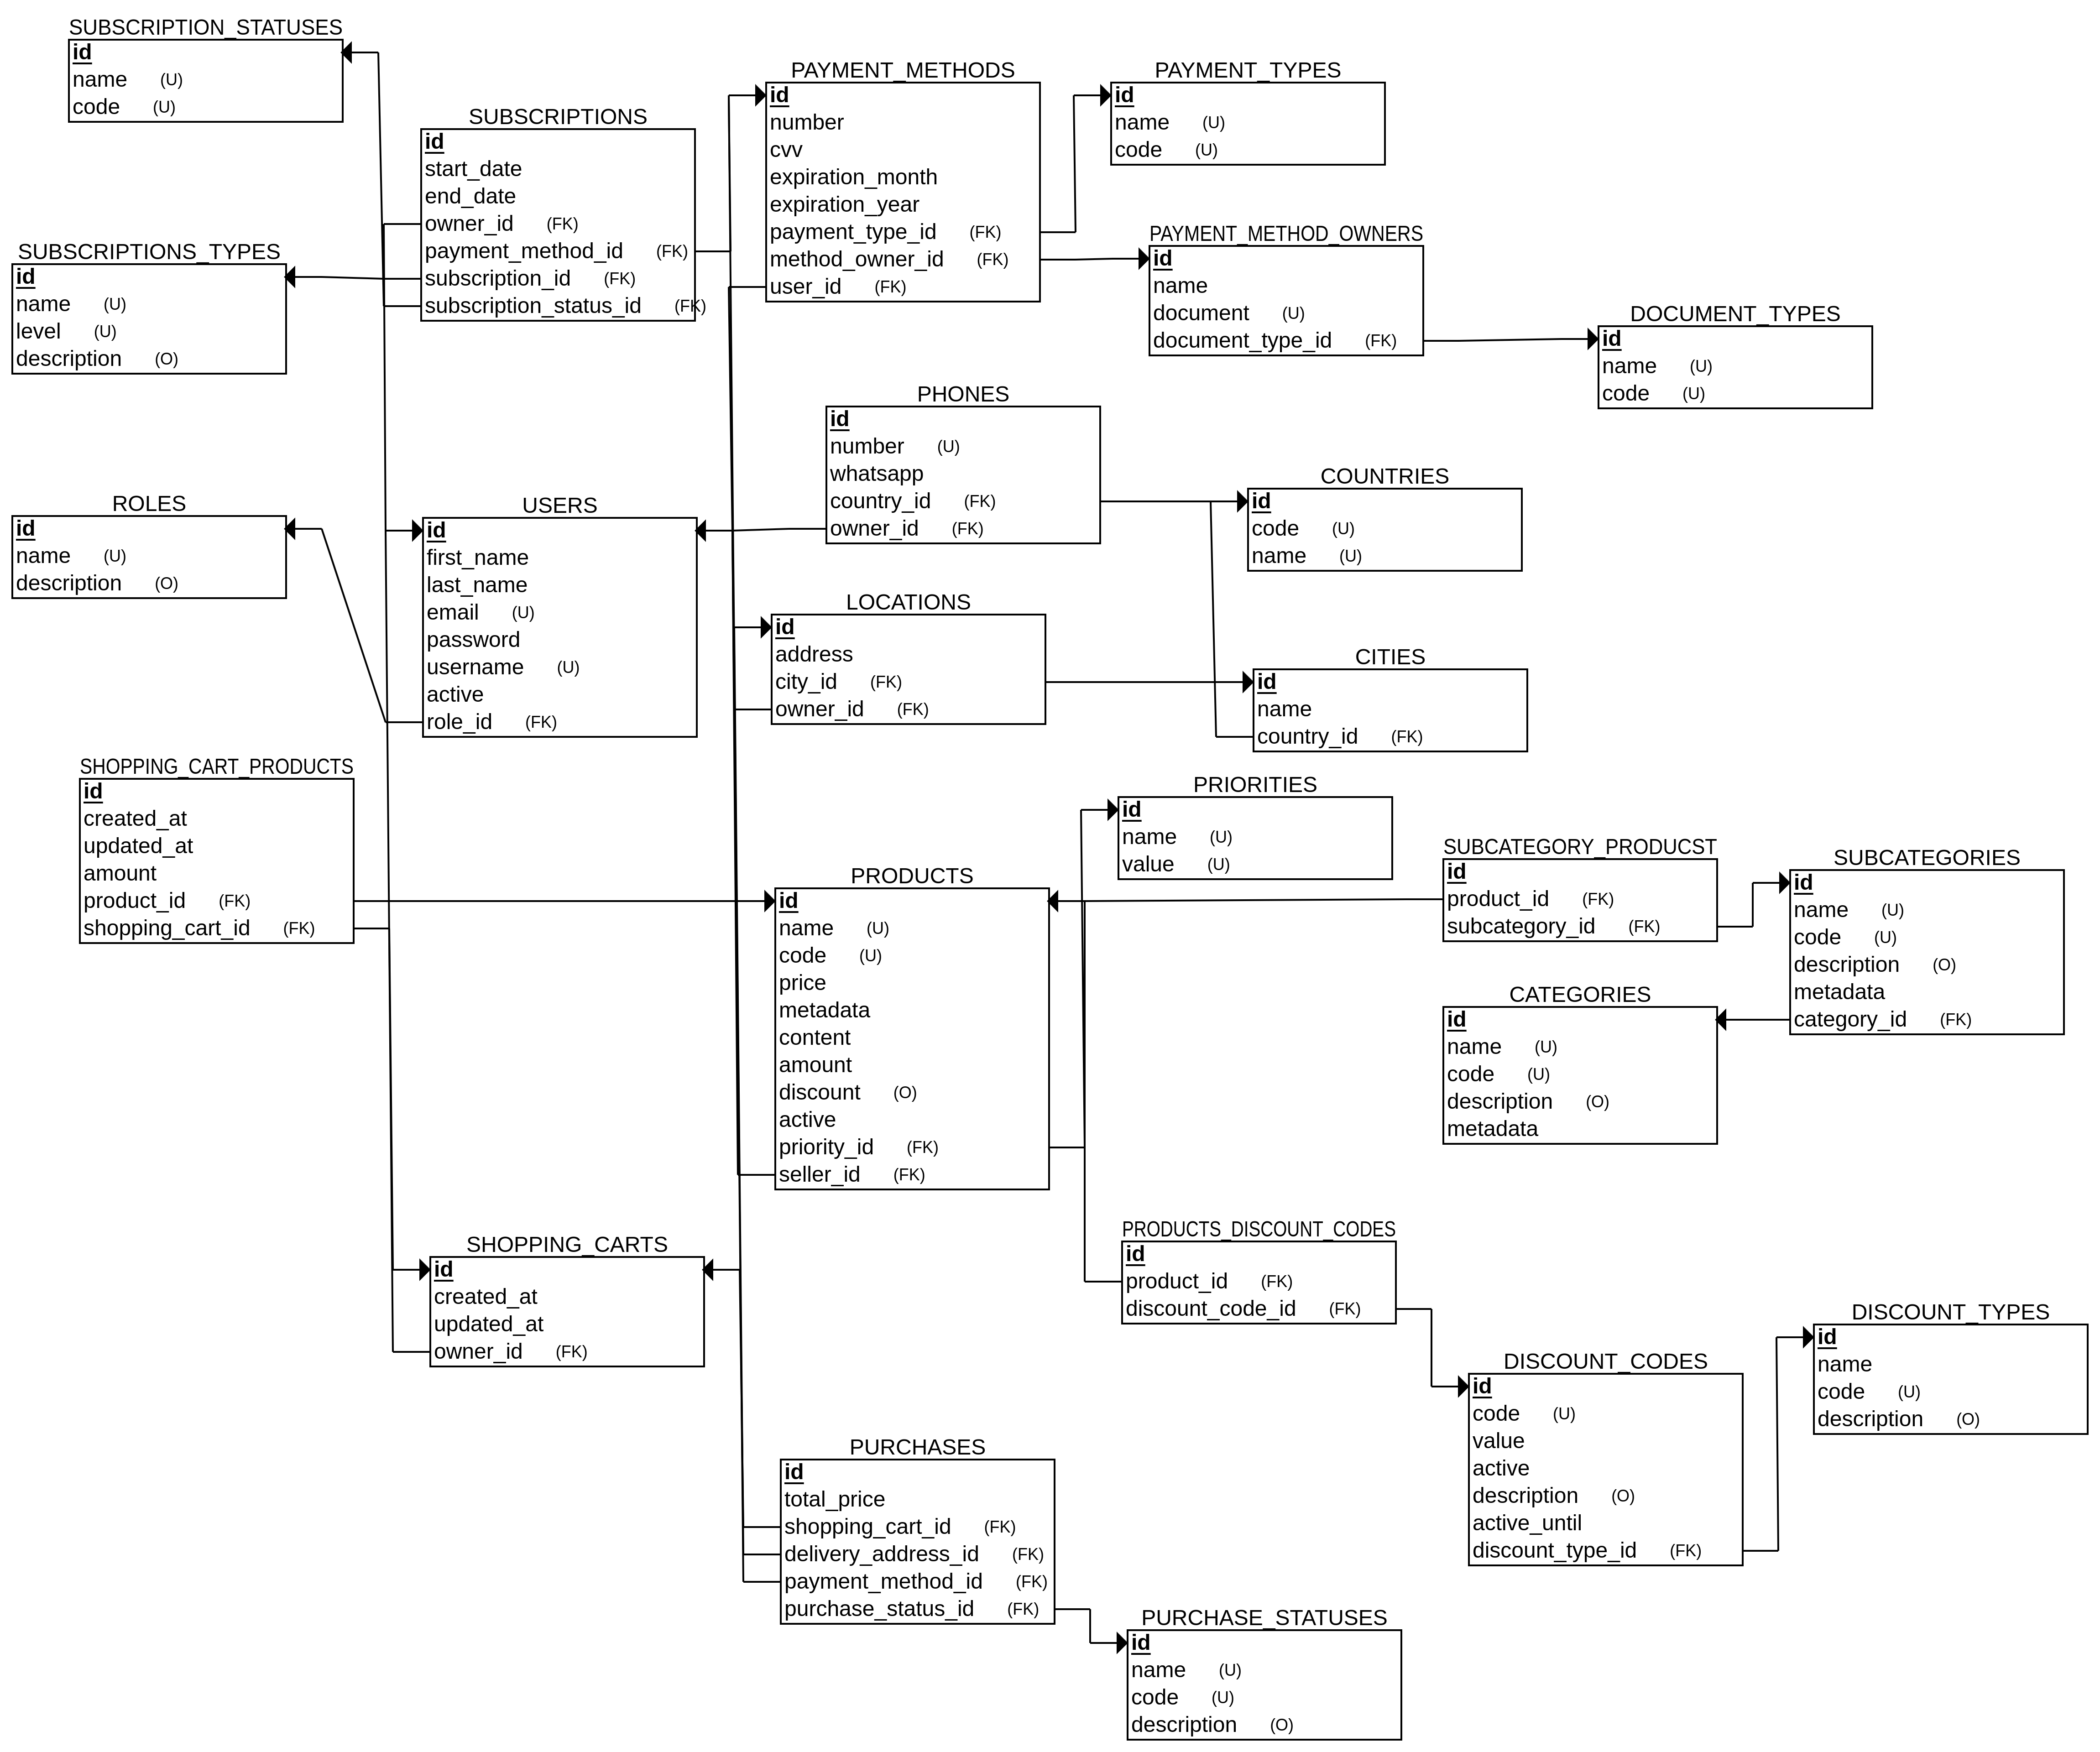 SUBSCRIPTION_STATUSES
id
name (U)
code (U)
SUBSCRIPTIONS
id
start_date
end_date
owner_id (FK)
payment_method_id (FK)
subscription_id (FK)
subscription_status_id (FK)
PAYMENT_METHODS
id
number
cvv
expiration_month
expiration_year
payment_type_id (FK)
method_owner_id (FK)
user_id (FK)
PAYMENT_TYPES
id
name (U)
code (U)
SUBSCRIPTIONS_TYPES
id
name (U)
level (U)
description (O)
PAYMENT_METHOD_OWNERS
id
name
document (U)
document_type_id (FK)
DOCUMENT_TYPES
id
name (U)
code (U)
PHONES
id
number (U)
whatsapp
country_id (FK)
owner_id (FK)
COUNTRIES
id
code (U)
name (U)
ROLES
id
name (U)
description (O)
USERS
id
first_name
last_name
email (U)
password
username (U)
active
role_id (FK)
LOCATIONS
id
address
city_id (FK)
owner_id (FK)
CITIES
id
name
country_id (FK)
SHOPPING_CART_PRODUCTS
id
created_at
updated_at
amount
product_id (FK)
shopping_cart_id (FK)
PRIORITIES
id
name (U)
value (U)
PRODUCTS
id
name (U)
code (U)
price
metadata
content
amount
discount (O)
active
priority_id (FK)
seller_id (FK)
SUBCATEGORY_PRODUCST
id
product_id (FK)
subcategory_id (FK)
SUBCATEGORIES
id
name (U)
code (U)
description (O)
metadata
category_id (FK)
CATEGORIES
id
name (U)
code (U)
description (O)
metadata
SHOPPING_CARTS
id
created_at
updated_at
owner_id (FK)
PRODUCTS_DISCOUNT_CODES
id
product_id (FK)
discount_code_id (FK)
DISCOUNT_CODES
id
code (U)
value
active
description (O)
active_until
discount_type_id (FK)
DISCOUNT_TYPES
id
name
code (U)
description (O)
PURCHASES
id
total_price
shopping_cart_id (FK)
delivery_address_id (FK)
payment_method_id (FK)
purchase_status_id (FK)
PURCHASE_STATUSES
id
name (U)
code (U)
description (O)